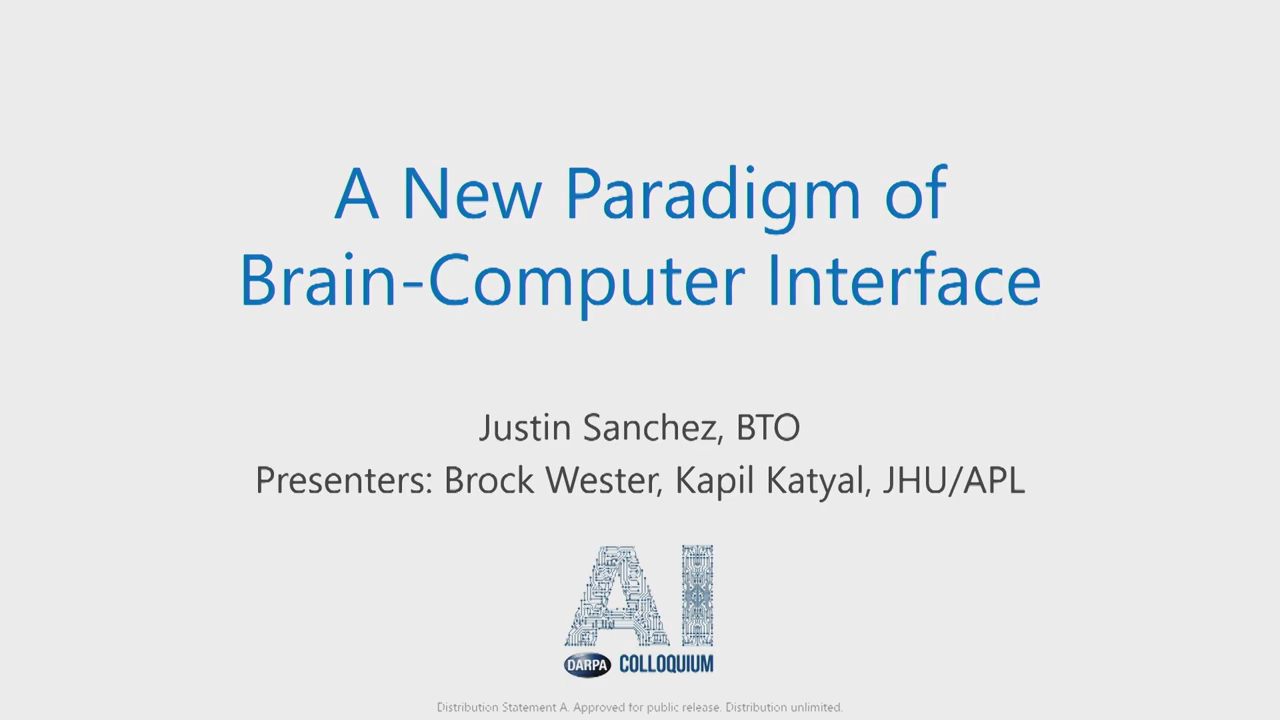 A New Paradigm of
Brain-Computer Interface
Justin Sanchez, BTO
Presenters: Brock Wester, Kapil Katyal, JHU/APL
AI
DARPA COLLOQUIUM
Distribution Statement A. Approved for public release. Distribution unlimited.